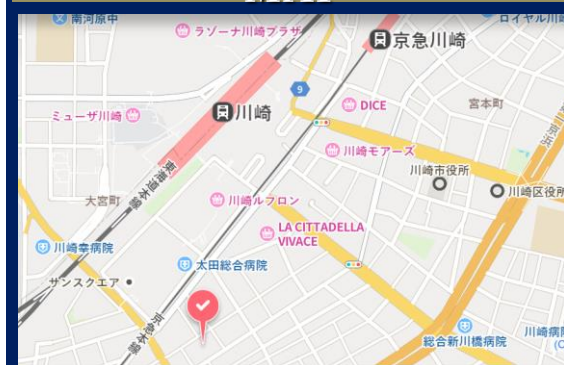 南河原中
ラゾーナ川崎プラザ
ロイヤル川崎
京急川崎
9
DICE
宮本町
ミューザ川崎
川崎
京浜
川崎モアーズ
川崎市役所
東海道本線
川崎区役所
大宮町
川崎ルフロン
LA CITTADELLA
VIVACE
川崎幸病院
太田総合病院
サンスクエア
京急本線
総合新川橋病院
川崎病院